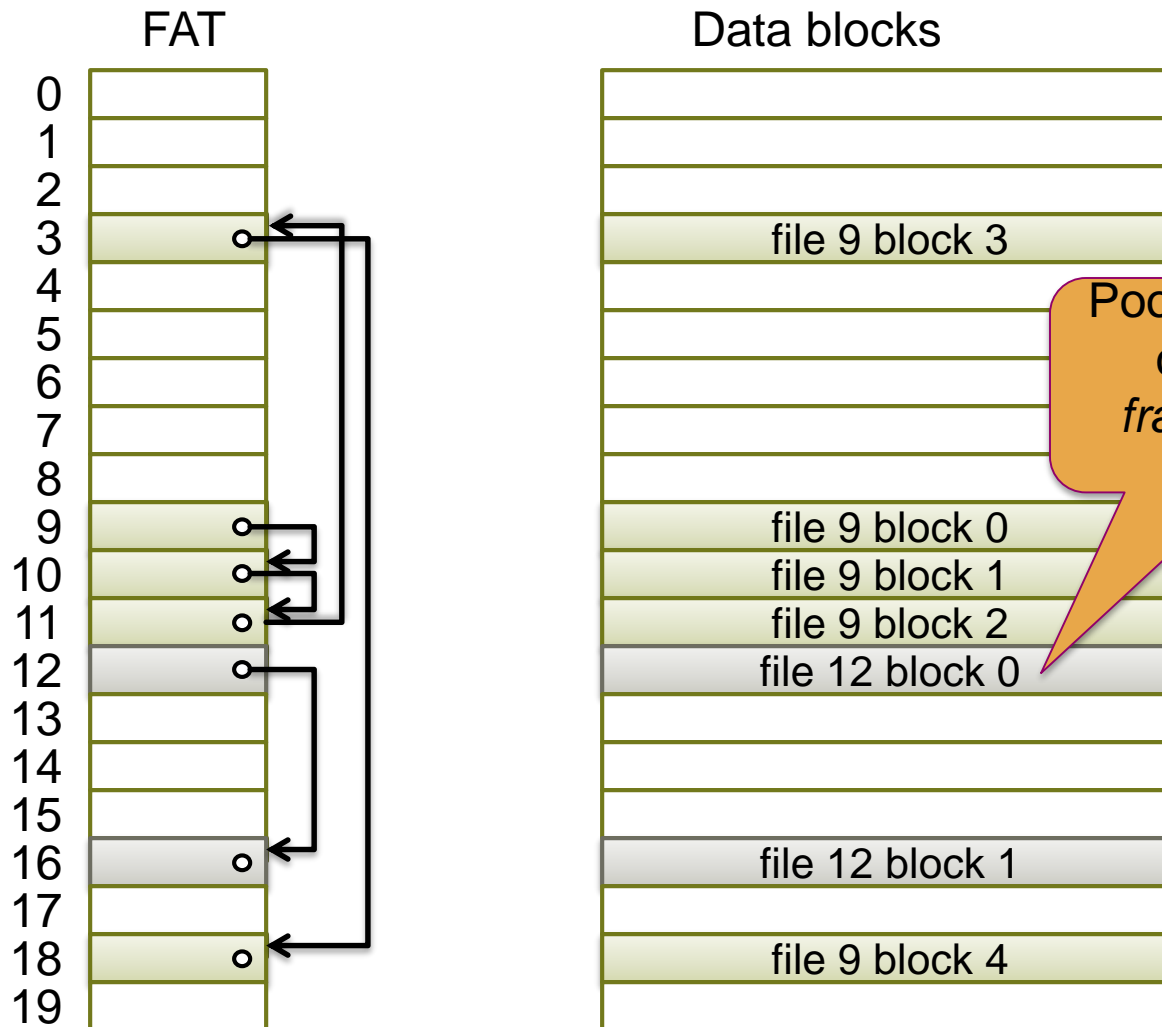 FAT
Data blocks
0
1
2
3
file 9 block 3
4
5
6
7
8
9
file 9 block 0
10
file 9 block 1
11
file 9 block 2
12
file 12 block 0
13
14
15
16
file 12 block 1
17
18
file 9 block 4
19